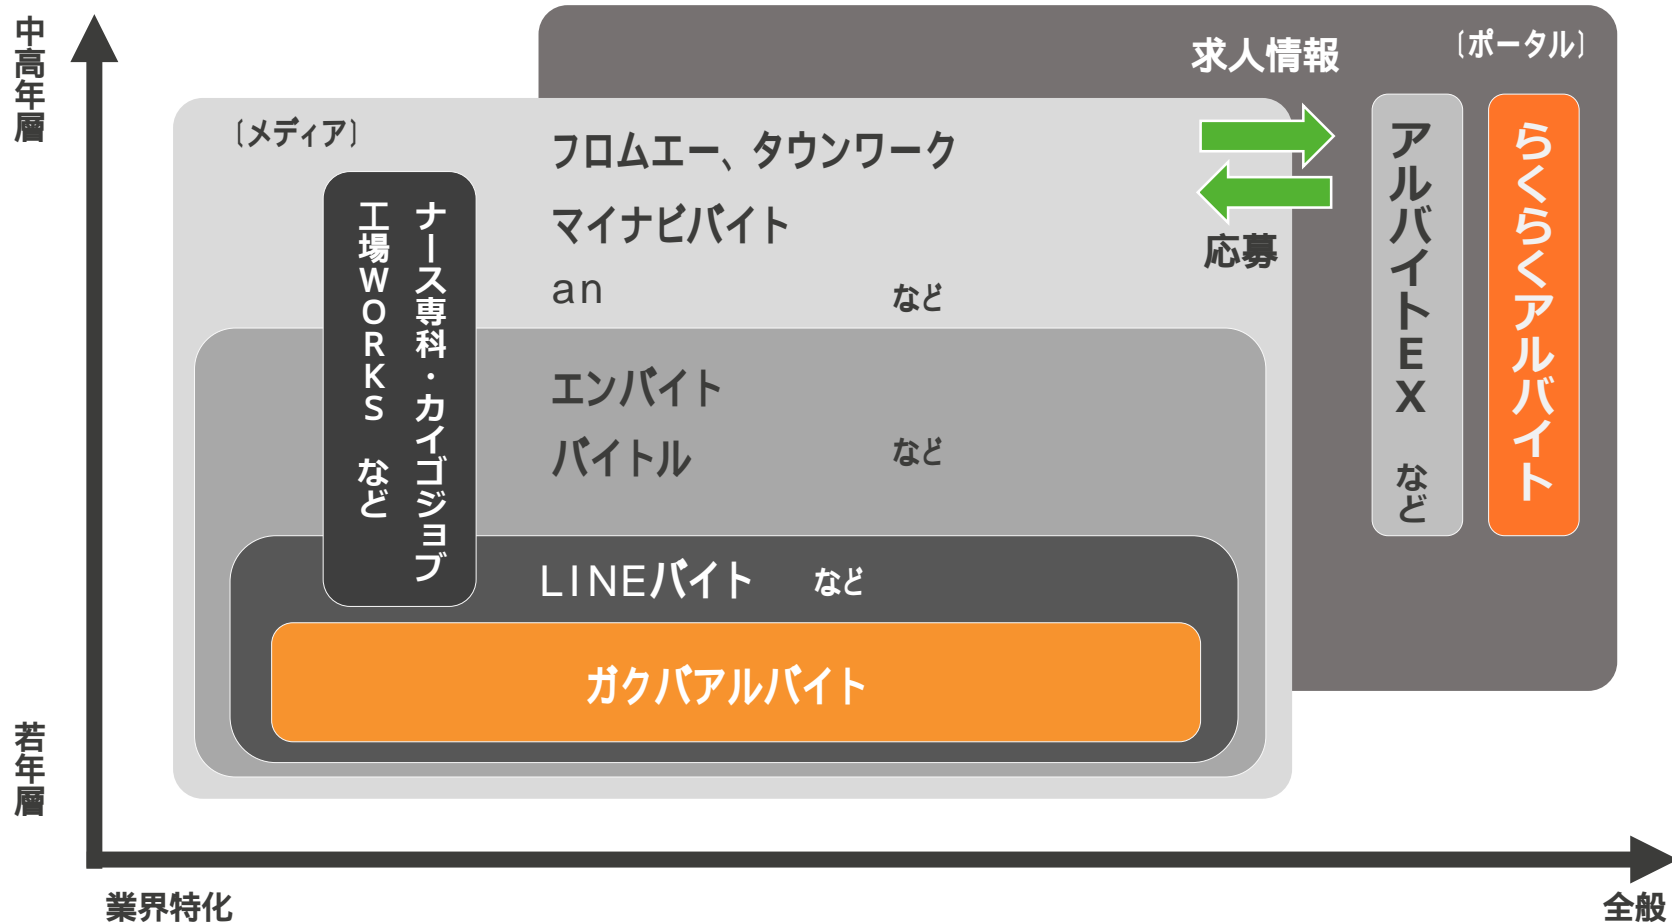 中高年層
求人情報
〔ポータル〕
〔メディア〕
フロムエー、タウンワーク
マイナビバイト
an
など
応募
アルバイトEX など
らくらくアルバイト
ナース専科・カイゴジョブ
工場WORKS など
エンバイト
バイトル
など
LINEバイト など
ガクバアルバイト
若年層
業界特化
全般